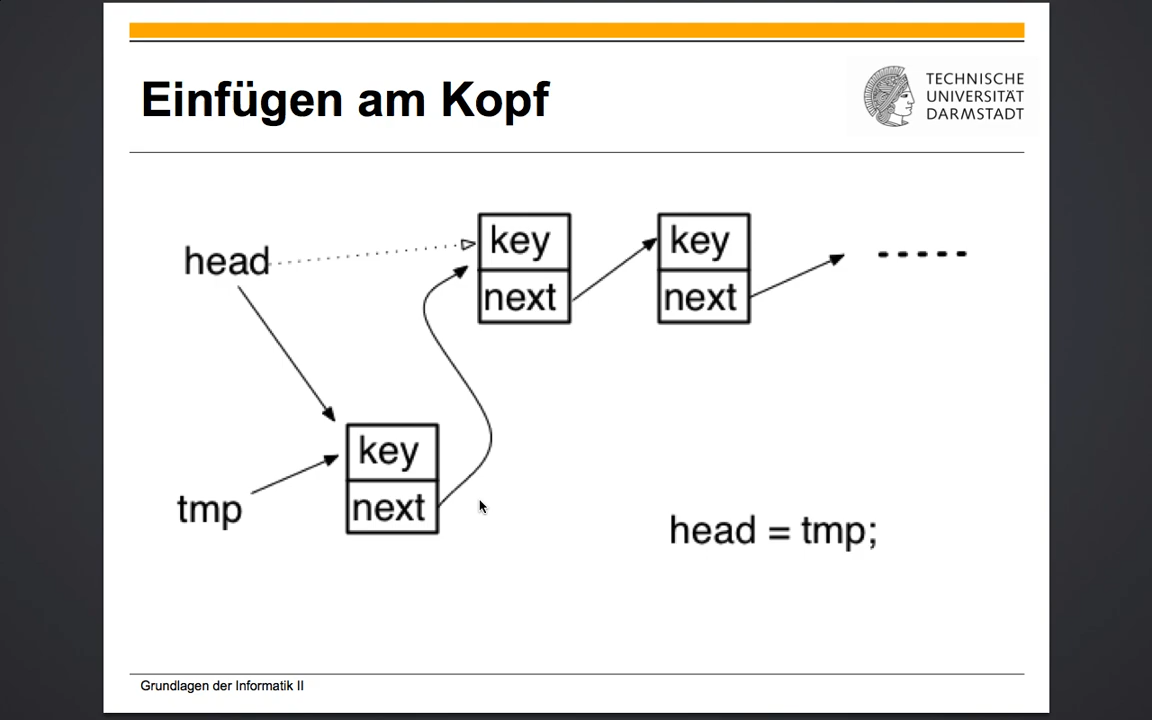 Einfügen am Kopf
TECHNISCHE
UNIVERSITÄT
DARMSTADT
head
key
next
key
next
tmp
key
next
head = tmp;
Grundlagen der Informatik II